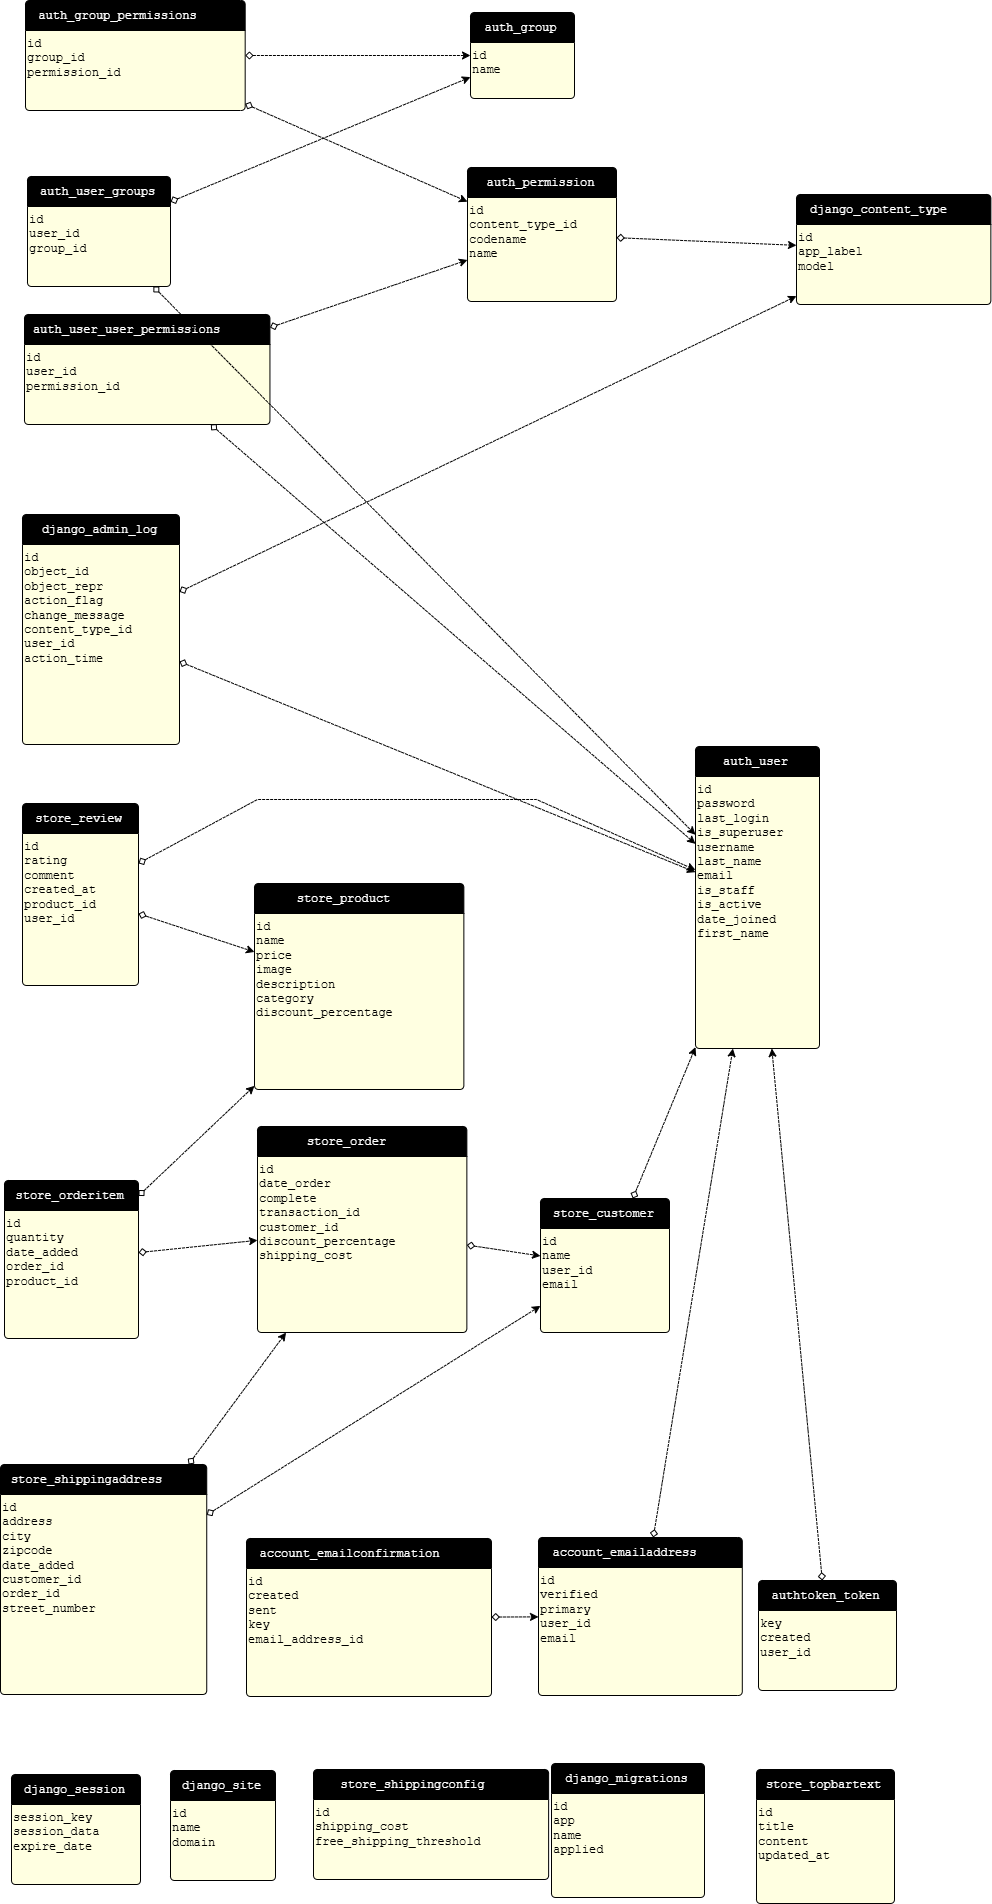 auth_group_permissions
id
group_id
permission_id
auth_group
id
name
auth_user_groups
id
user_id
group_id
auth_permission
id
content_type_id
codename
name
django_content_type
id
app_label
model
auth_user_user_permissions
id
user_id
permission_id
django_admin_log
id
object_id
object_repr
action_flag
change_message
content_type_id
user_id
action_time
auth_user
id
password
last_login
is_superuser
username
last_name
email
is_staff
is_active
date_joined
first_name
store_review
id
rating
comment
created_at
product_id
user_id
store_product
id
name
price
image
description
category
discount_percentage
store_order
id
date_order
complete
transaction_id
customer_id
discount_percentage
shipping_cost
store_orderitem
id
quantity
date_added
order_id
product_id
store_customer
id
name
user_id
email
store_shippingaddress
id
address
city
zipcode
date_added
customer_id
order_id
street_number
account_emailconfirmation
id
created
sent
key
email_address_id
account_emailaddress
id
verified
primary
user_id
email
authtoken_token
key
created
user_id
django_session
session_key
session_data
expire_date
django_site
id
name
domain
store_shippingconfig
id
shipping_cost
free_shipping_threshold
django_migrations
id
app
name
applied
store_topbartext
id
title
content
updated_at